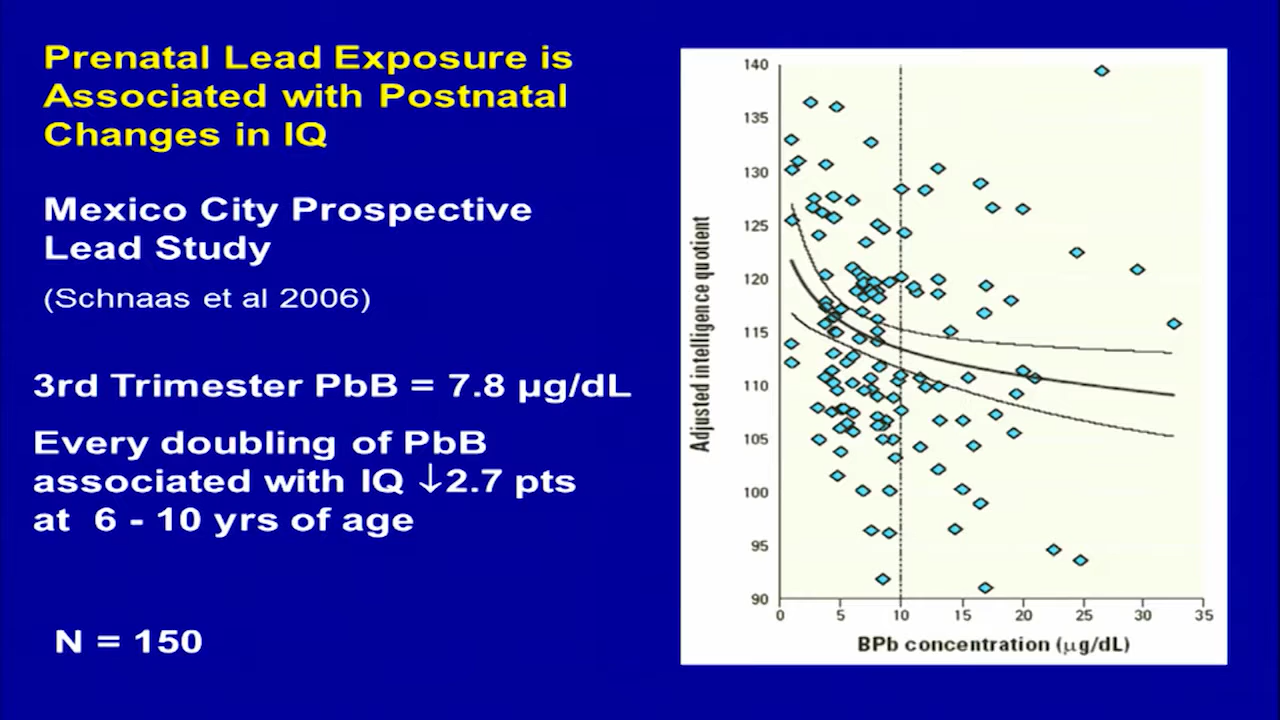 Prenatal Lead Exposure is
Associated with Postnatal
Changes in IQ
Mexico City Prospective
Lead Study
(Schnaas et al 2006)
3rd Trimester PbB = 7.8 µg/dL
Every doubling of PbB
associated with IQ ↓2.7 pts
at 6 - 10 yrs of age
N = 150
Adjusted intelligence quotient
140
135
130
125
120
115
110
105
100
95
90
0 5 10 15 20 25 30 35
BPb concentration (µg/dL)